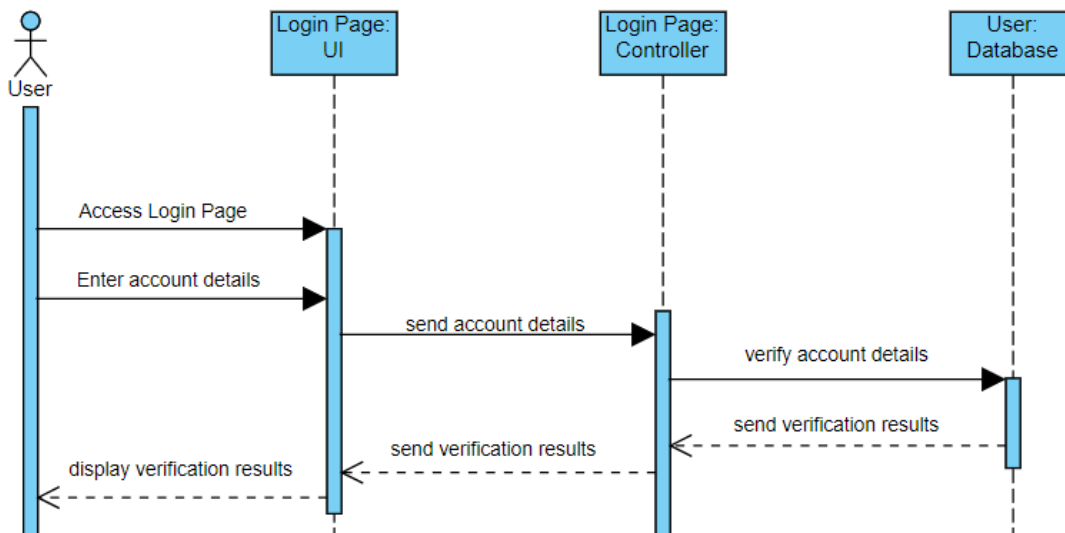 Login Page:
UI
Login Page:
Controller
User:
Database
User
Access Login Page
Enter account details
send account details
verify account details
send verification results
send verification results
display verification results